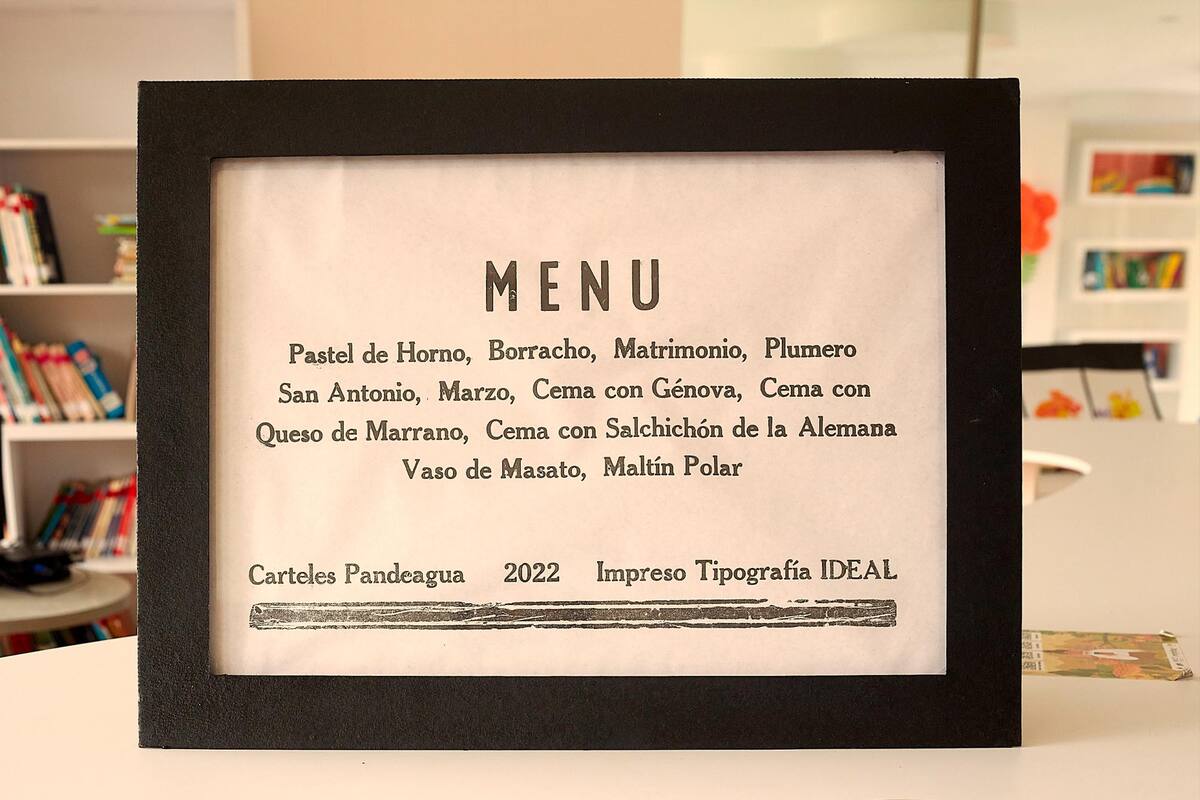 MENU
Pastel de Horno, Borracho, Matrimonio, Plumero
San Antonio, Marzo, Cema con Génova, Cema con
Queso de Marrano, Cema con Salchichón de la Alemana
Vaso de Masato, Maltín Polar
Carteles Pandeagua 2022 Impreso Tipografía IDEAL